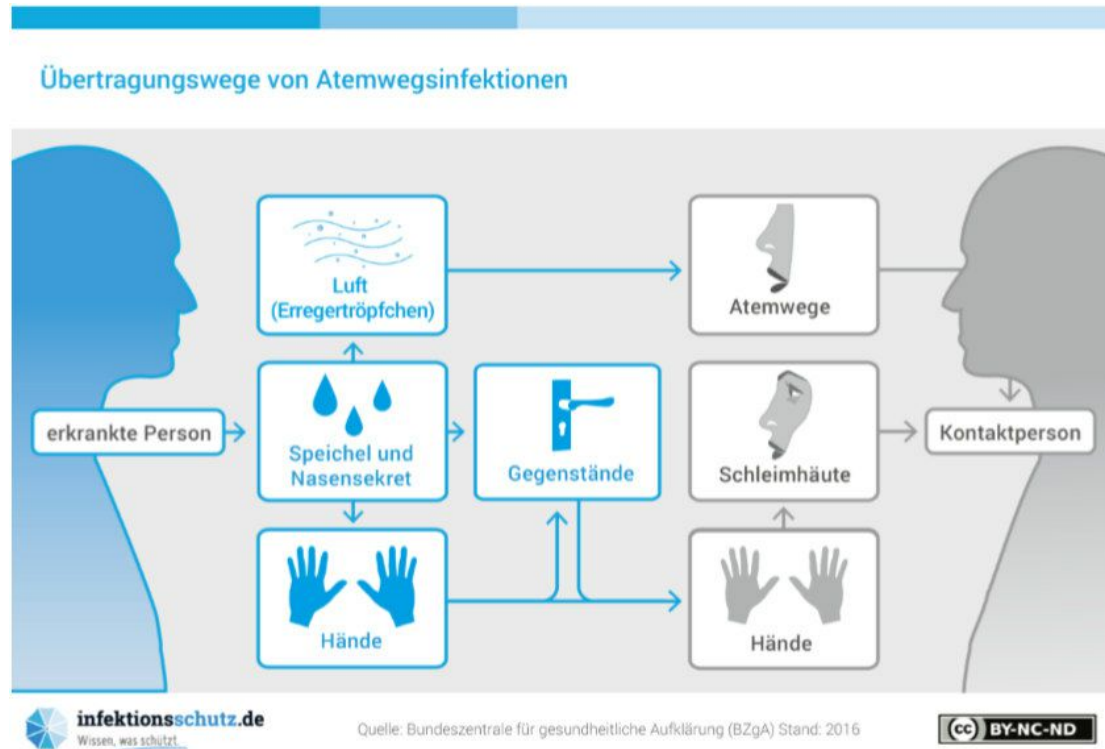 Übertragungswege von Atemwegsinfektionen
Luft
(Erregertröpfchen)
Atemwege
erkrankte Person
Speichel und
Nasensekret
Gegenstände
Schleimhäute
Kontaktperson
Hände
Hände
infektionsschutz.de
Wissen, was schützt.
Quelle: Bundeszentrale für gesundheitliche Aufklärung (BZgA) Stand: 2016
cc BY-NC-ND